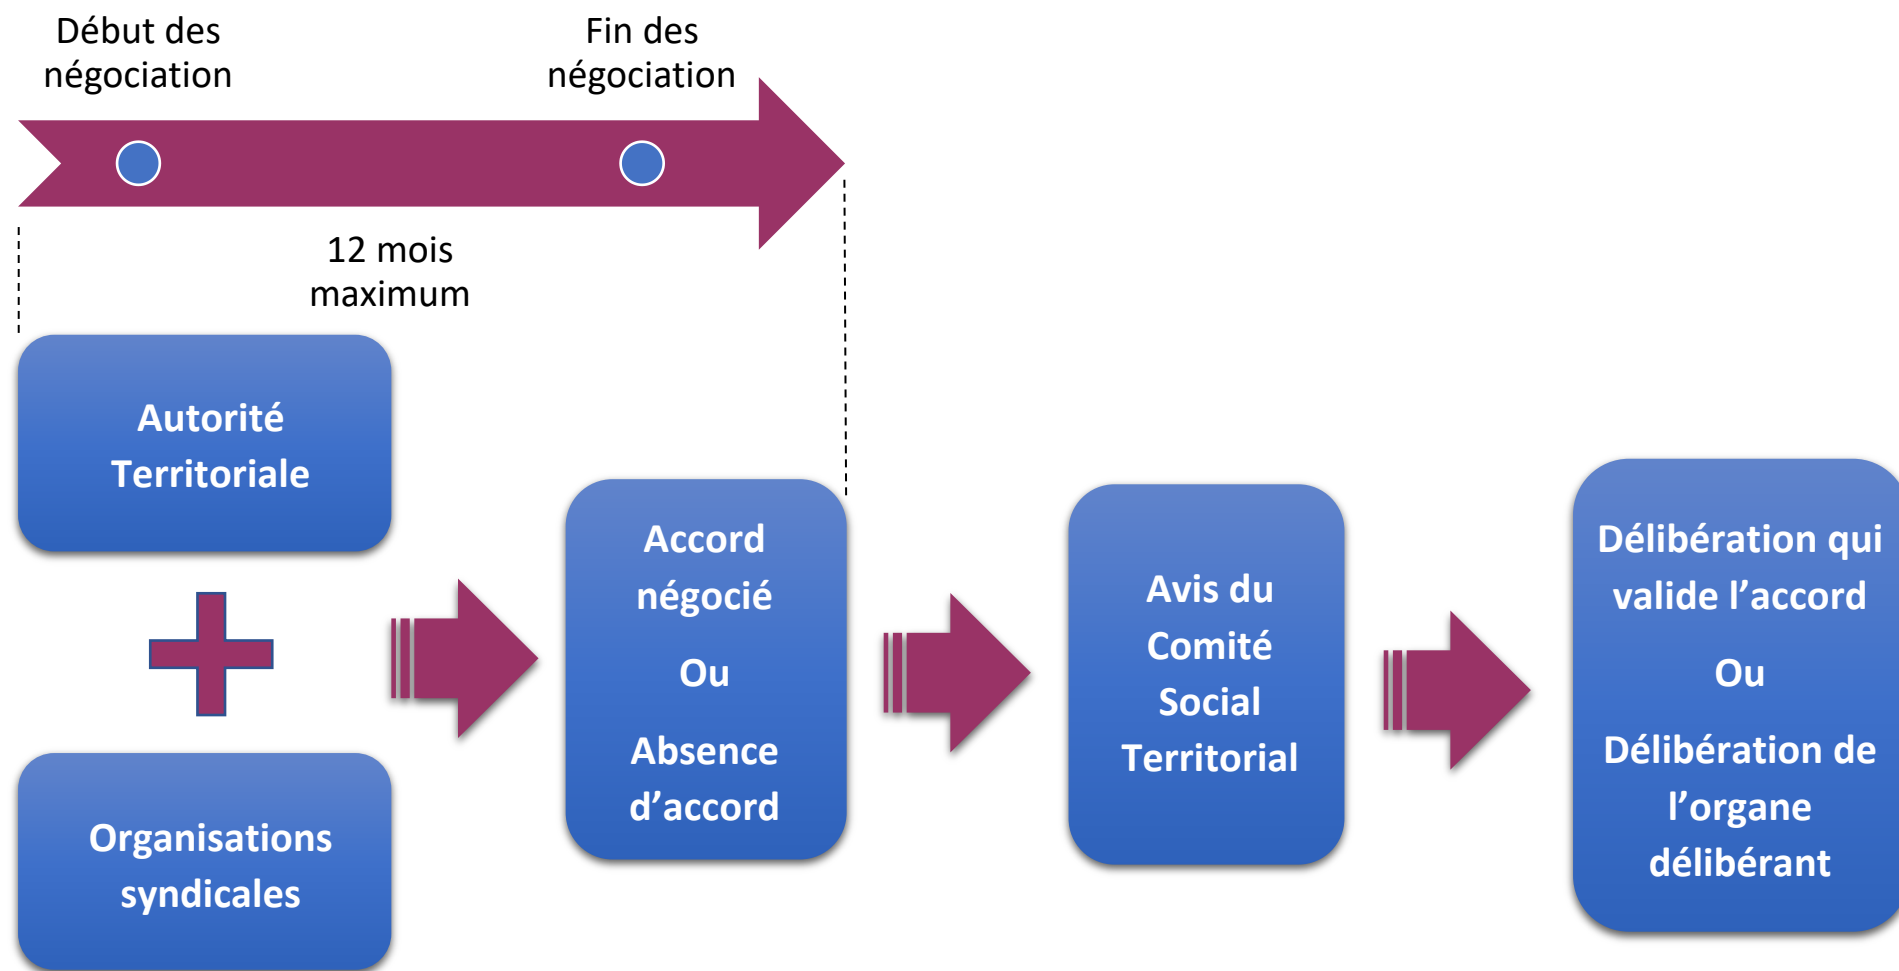 Début des
négociation
Fin des
négociation
12 mois
maximum
Autorité
Territoriale
Organisations
syndicales
Accord
négocié
Ou
Absence
d’accord
Avis du
Comité
Social
Territorial
Délibération qui
valide l’accord
Ou
Délibération de
l’organe
délibérant